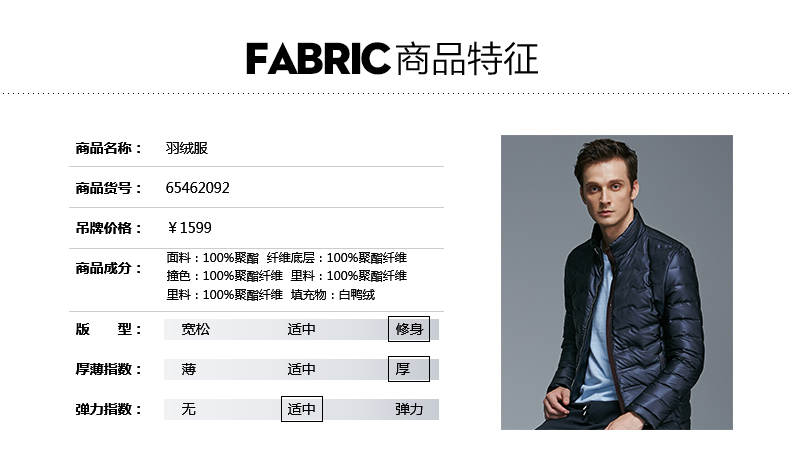 FABRIC商品特征
商品名称： 羽绒服
商品货号： 65462092
吊牌价格： ￥1599
商品成分： 面料：100%聚酯 纤维底层：100%聚酯纤维
撞色：100%聚酯纤维 里料：100%聚酯纤维
里料：100%聚酯纤维 填充物：白鸭绒
版 型： 宽松 适中 修身
厚薄指数： 薄 适中 厚
弹力指数： 无 适中 弹力